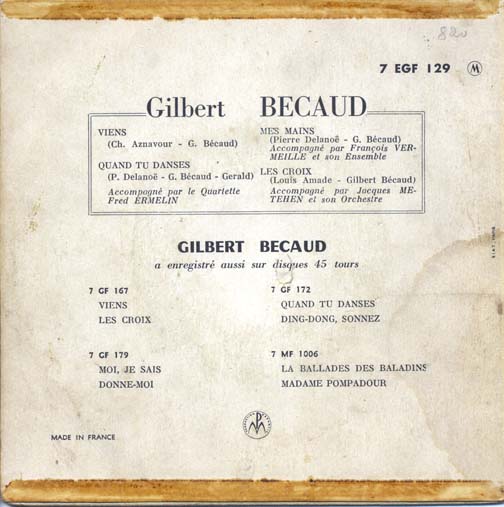 820
7 EGF 129 M
Gilbert BECAUD
VIENS
(Ch. Aznavour - G. Bécaud)
QUAND TU DANSES
(P. Delanoë - G. Bécaud - Gerald)
Accompagné par le Quartette
Fred ERMELIN
MES MAINS
(Pierre Delanoë - G. Bécaud)
Accompagné par François VER-
MEILLE et son Ensemble
LES CROIX
(Louis Amade - Gilbert Bécaud)
Accompagné par Jacques ME-
TEHEN et son Orchestre
GILBERT BECAUD
a enregistré aussi sur disques 45 tours
7 GF 167
VIENS
LES CROIX
7 GF 172
QUAND TU DANSES
DING-DONG, SONNEZ
7 GF 179
MOI, JE SAIS
DONNE-MOI
7 MF 1006
LA BALLADES DES BALADINS
MADAME POMPADOUR
MADE IN FRANCE